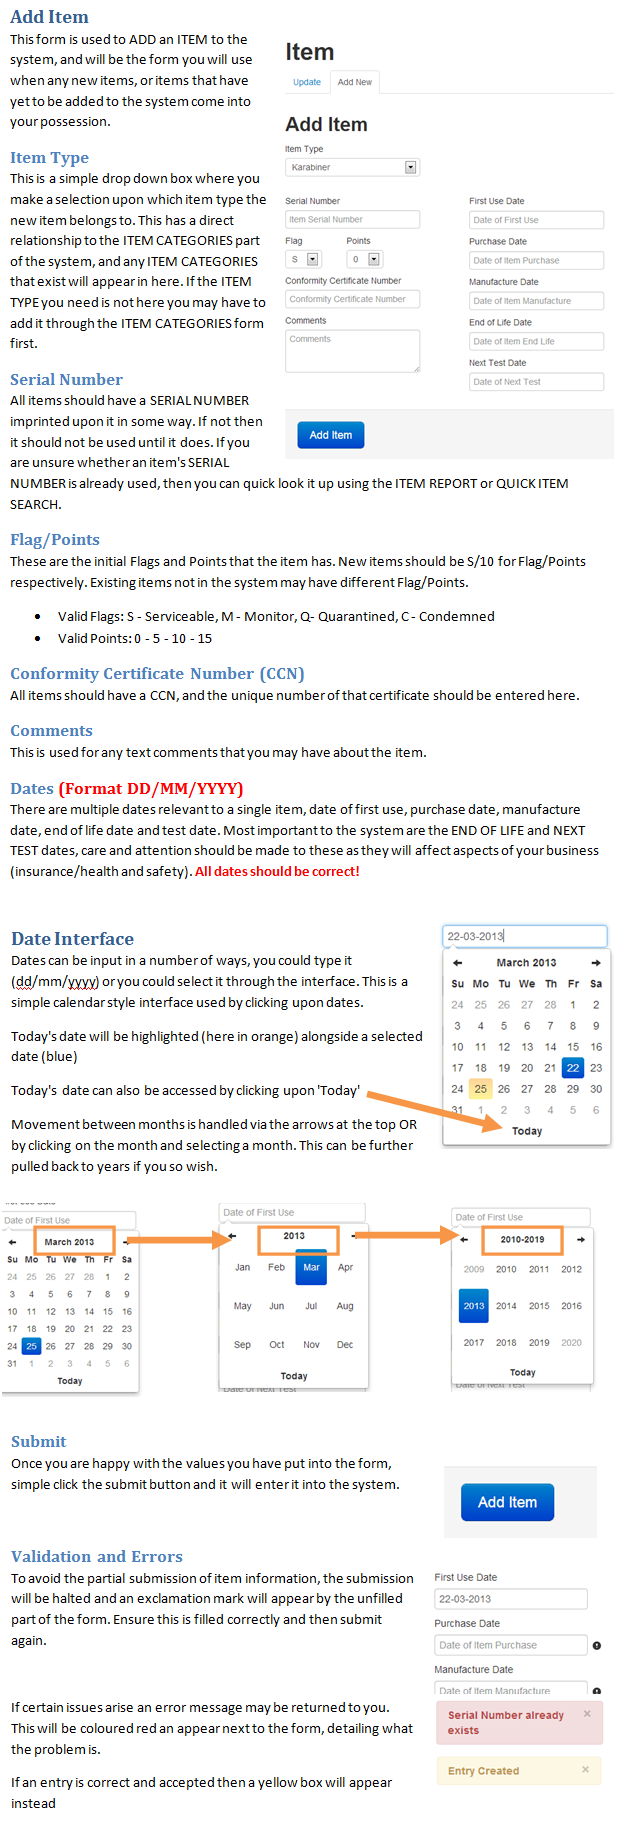 Add Item
This form is used to ADD an ITEM to the
system, and will be the form you will use
when any new items, or items that have
yet to be added to the system come into
your possession.
Item
Update
Add New
Add Item
Item Type
Karabiner
Serial Number
Item Serial Number
Flag
Points
S
0
Conformity Certificate Number
Conformity Certificate Number
Comments
Comments
First Use Date
Date of First Use
Purchase Date
Date of Item Purchase
Manufacture Date
Date of Item Manufacture
End of Life Date
Date of Item End Life
Next Test Date
Date of Next Test
Add Item
Item Type
This is a simple drop down box where you
make a selection upon which item type the
new item belongs to. This has a direct
relationship to the ITEM CATEGORIES part
of the system, and any ITEM CATEGORIES
that exist will appear in here. If the ITEM
TYPE you need is not here you may have to
add it through the ITEM CATEGORIES form
first.
Serial Number
All items should have a SERIAL NUMBER
imprinted upon it in some way. If not then
it should not be used until it does. If you
are unsure whether an item's SERIAL
NUMBER is already used, then you can quick look it up using the ITEM REPORT or QUICK ITEM
SEARCH.
Flag/Points
These are the initial Flags and Points that the item has. New items should be S/10 for Flag/Points
respectively. Existing items not in the system may have different Flag/Points.
• Valid Flags: S - Serviceable, M - Monitor, Q- Quarantined, C - Condemned
• Valid Points: 0 - 5 - 10 - 15
Conformity Certificate Number (CCN)
All items should have a CCN, and the unique number of that certificate should be entered here.
Comments
This is used for any text comments that you may have about the item.
Dates (Format DD/MM/YYYY)
There are multiple dates relevant to a single item, date of first use, purchase date, manufacture
date, end of life date and test date. Most important to the system are the END OF LIFE and NEXT
TEST dates, care and attention should be made to these as they will affect aspects of your business
(insurance/health and safety). All dates should be correct!
Date Interface
Dates can be input in a number of ways, you could type it
(dd/mm/yyyy) or you could select it through the interface. This is a
simple calendar style interface used by clicking upon dates.
Today's date will be highlighted (here in orange) alongside a selected
date (blue)
Today's date can also be accessed by clicking upon 'Today'
Movement between months is handled via the arrows at the top OR
by clicking on the month and selecting a month. This can be further
pulled back to years if you so wish.
22-03-2013
March 2013
Su Mo Tu We Th Fr Sa
24 25 26 27 28 1 2
3 4 5 6 7 8 9
10 11 12 13 14 15 16
17 18 19 20 21 22 23
24 25 26 27 28 29 30
31 1 2 3 4 5 6
Today
Date of First Use
March 2013
Su Mo Tu We Th Fr Sa
24 25 26 27 28 1 2
3 4 5 6 7 8 9
10 11 12 13 14 15 16
17 18 19 20 21 22 23
24 25 26 27 28 29 30
31 1 2 3 4 5 6
Today
Date of First Use
2013
Jan Feb Mar Apr
May Jun Jul Aug
Sep Oct Nov Dec
Today
Date of First Use
2010-2019
2009 2010 2011 2012
2013 2014 2015 2016
2017 2018 2019 2020
Today
Submit
Once you are happy with the values you have put into the form,
simple click the submit button and it will enter it into the system.
Add Item
Validation and Errors
To avoid the partial submission of item information, the submission
will be halted and an exclamation mark will appear by the unfilled
part of the form. Ensure this is filled correctly and then submit
again.
First Use Date
22-03-2013
Purchase Date
Date of Item Purchase
Manufacture Date
Date of Item Manufacture
If certain issues arise an error message may be returned to you.
This will be coloured red an appear next to the form, detailing what
the problem is.
Serial Number already
exists
×
If an entry is correct and accepted then a yellow box will appear
instead
Entry Created
×